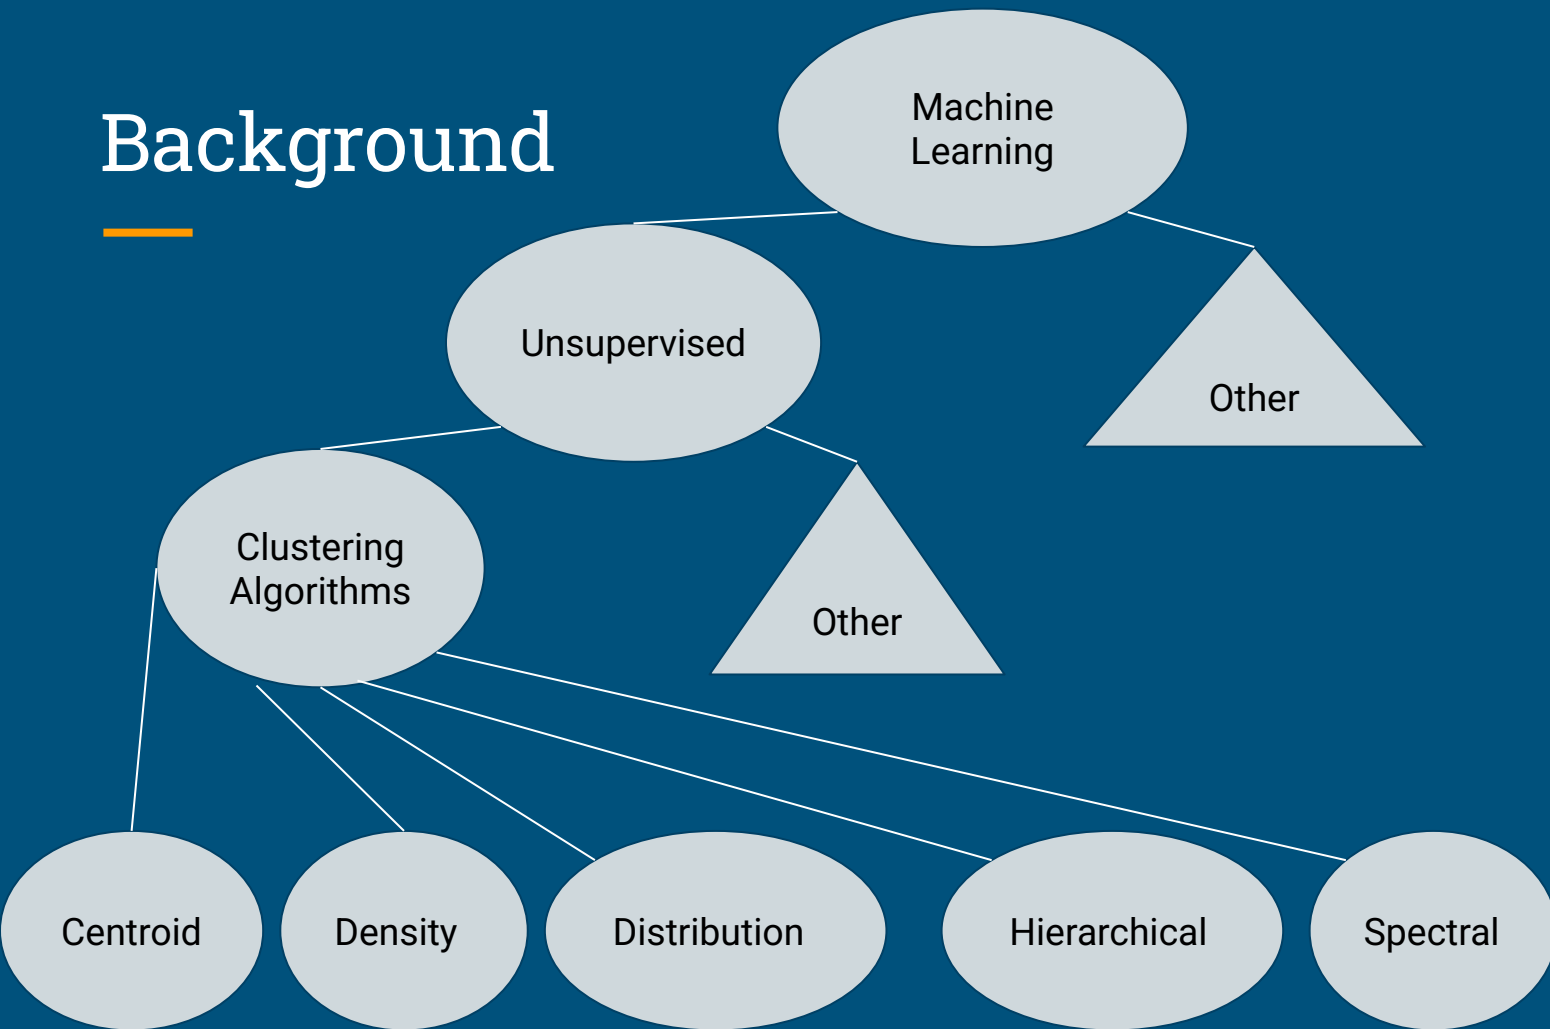 Background
Machine
Learning
Unsupervised
Other
Clustering
Algorithms
Other
Centroid
Density
Distribution
Hierarchical
Spectral